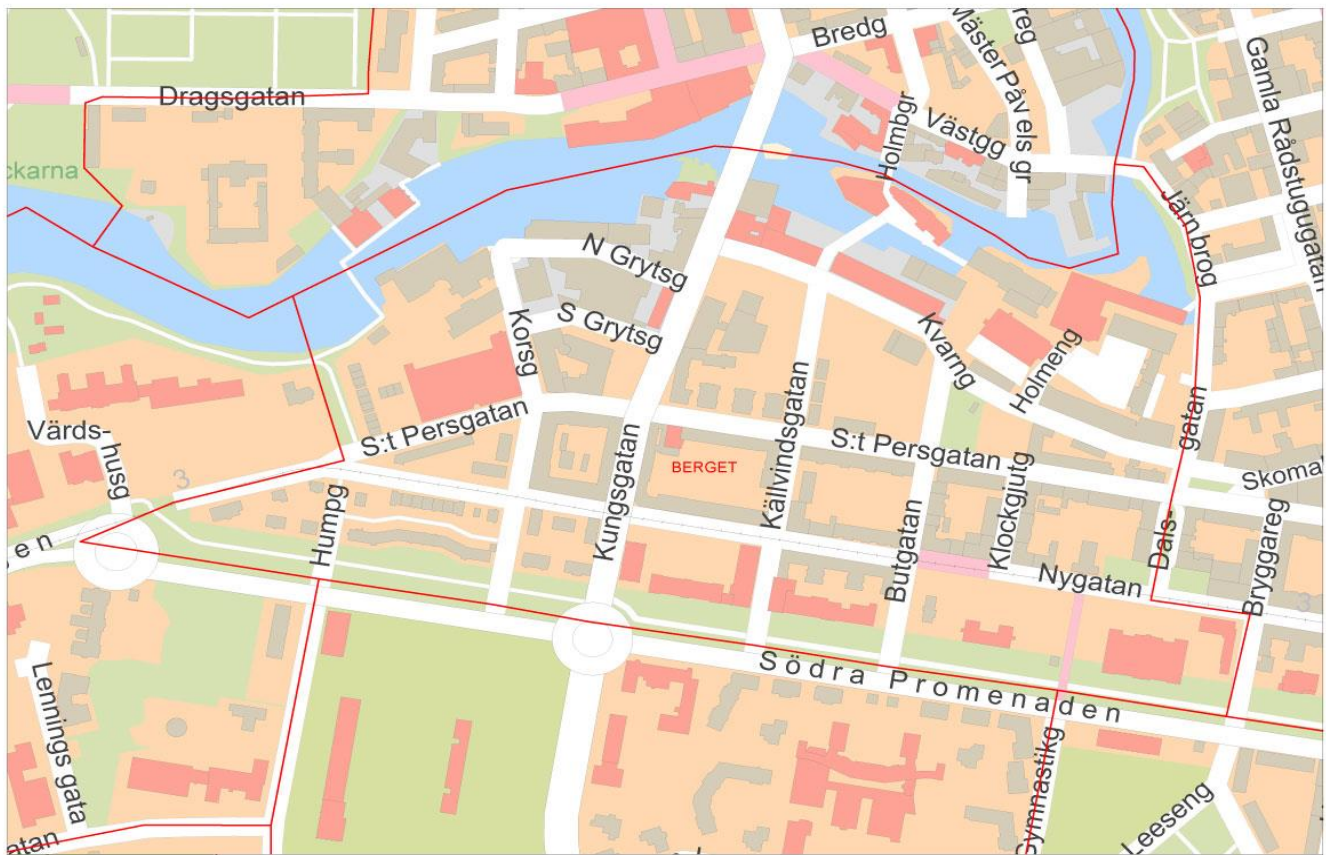 Bredg
Mäster Påvels gr
reg
Gamla Rådstugugatan
Dragsgatan
Holmbgr
Västgg
ckarna
Järnbrog
N Grytsg
S Grytsg
Korsg
Kvarng
Holmeng
Källvindsgatan
S:t Persgatan
S:t Persgatan
Värds-
husg
BERGET
gatan
Skoma
3
Kungsgatan
Humpg
Butgatan
Klockgjutg
Dals-
en
Nygatan
Bryggareg
3
Södra Promenaden
Lennings gata
Gymnastikg
Leeseng
atan